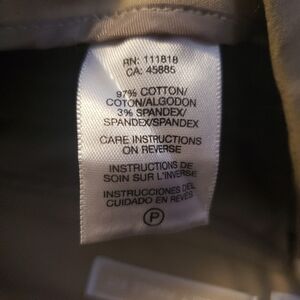 RN: 111818
CA: 45885
97% COTTON/
COTON/ALGODON
3% SPANDEX/
SPANDEX/SPANDEX
CARE INSTRUCTIONS
ON REVERSE
INSTRUCTIONS DE
SOIN SUR L'INVERSE
INSTRUCCIONES DEL
CUIDADO EN REVES
P